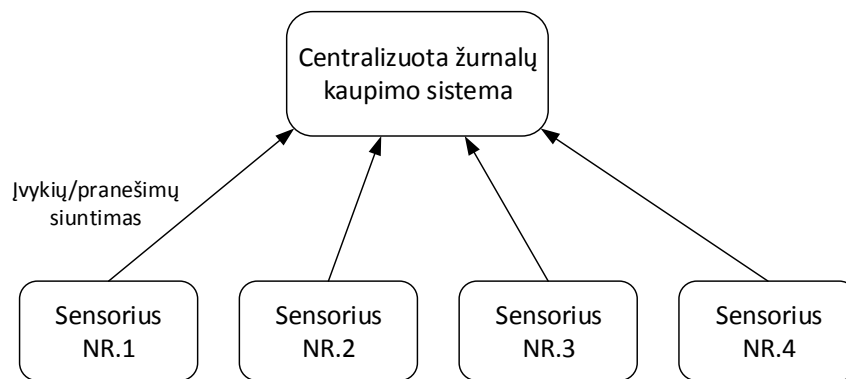 Centralizuota žurnalų
kaupimo sistema
Įvykių/pranešimų
siuntimas
Sensorius
NR.1
Sensorius
NR.2
Sensorius
NR.3
Sensorius
NR.4